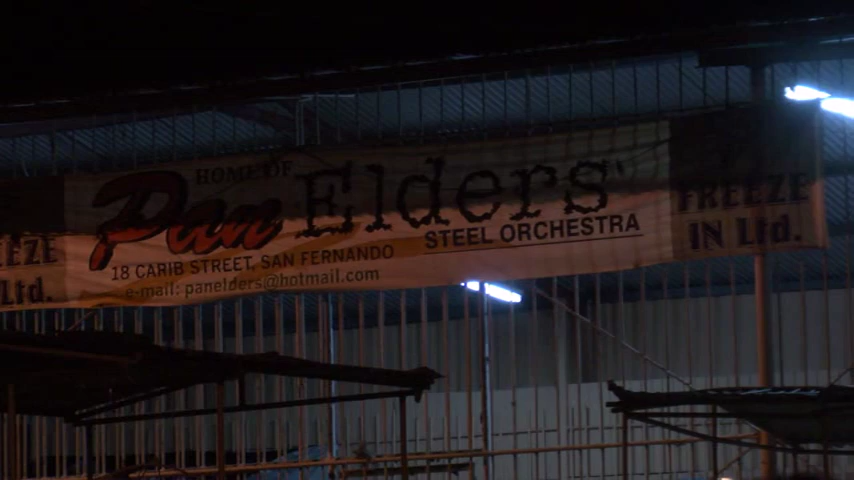 HOME OF
Pan Elders'
STEEL ORCHESTRA
18 CARIB STREET, SAN FERNANDO
e-mail: panelders@hotmail.com
FREEZE
IN Ltd.
EEZE
Ltd.